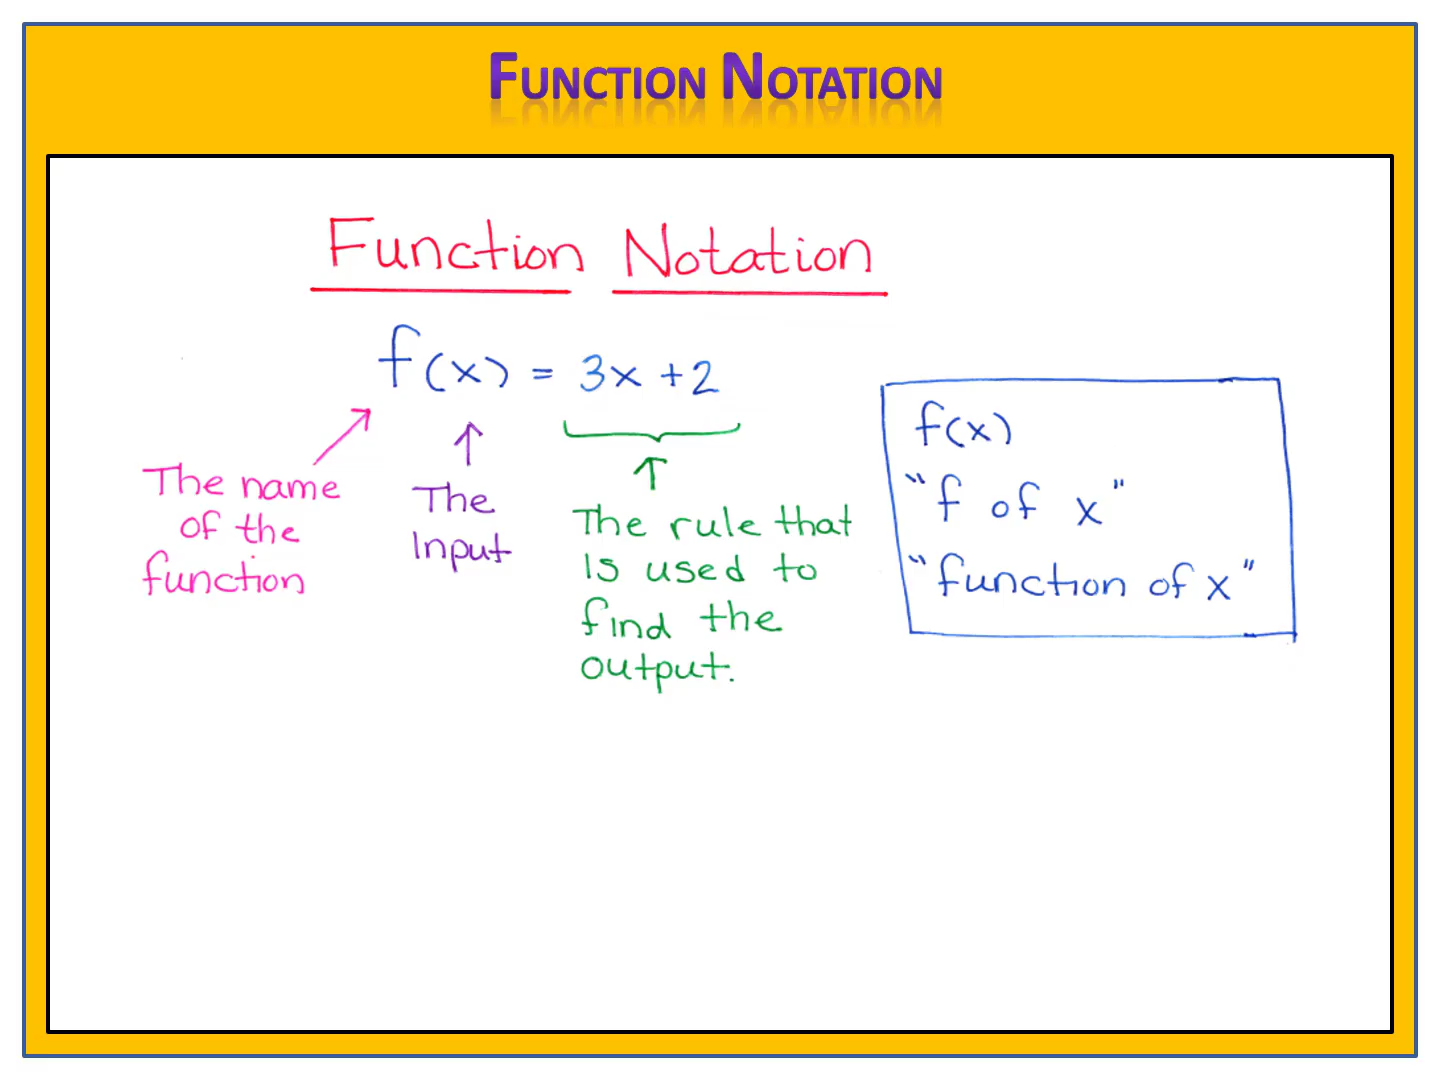 FUNCTION NOTATION
Function Notation
f(x) = 3x + 2
The name
of the
function
The
Input
The rule that
is used to
find the
output.
f(x)
"f of x"
"function of x"